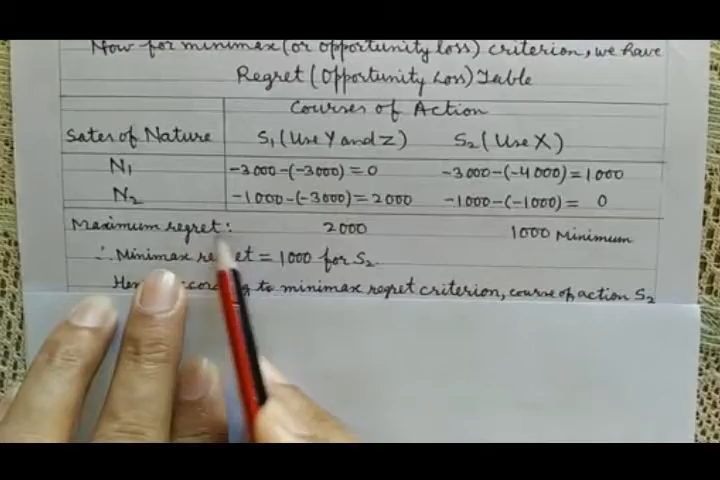 Now for minimax (or opportunity loss) criterion, we have
Regret (Opportunity Loss) Table
Courses of Action
Sates of Nature S₁ (Use Y and Z) S₂ (Use X)
N₁ -3000-(-3000) = 0 -3000-(-4000) = 1000
N₂ -1000-(-3000) = 2000 -1000-(-1000) = 0
Maximum regret: 2000 1000 Minimum
∴ Minimax re et = 1000 for S₂.
to minimax regret criterion, course of action S₂